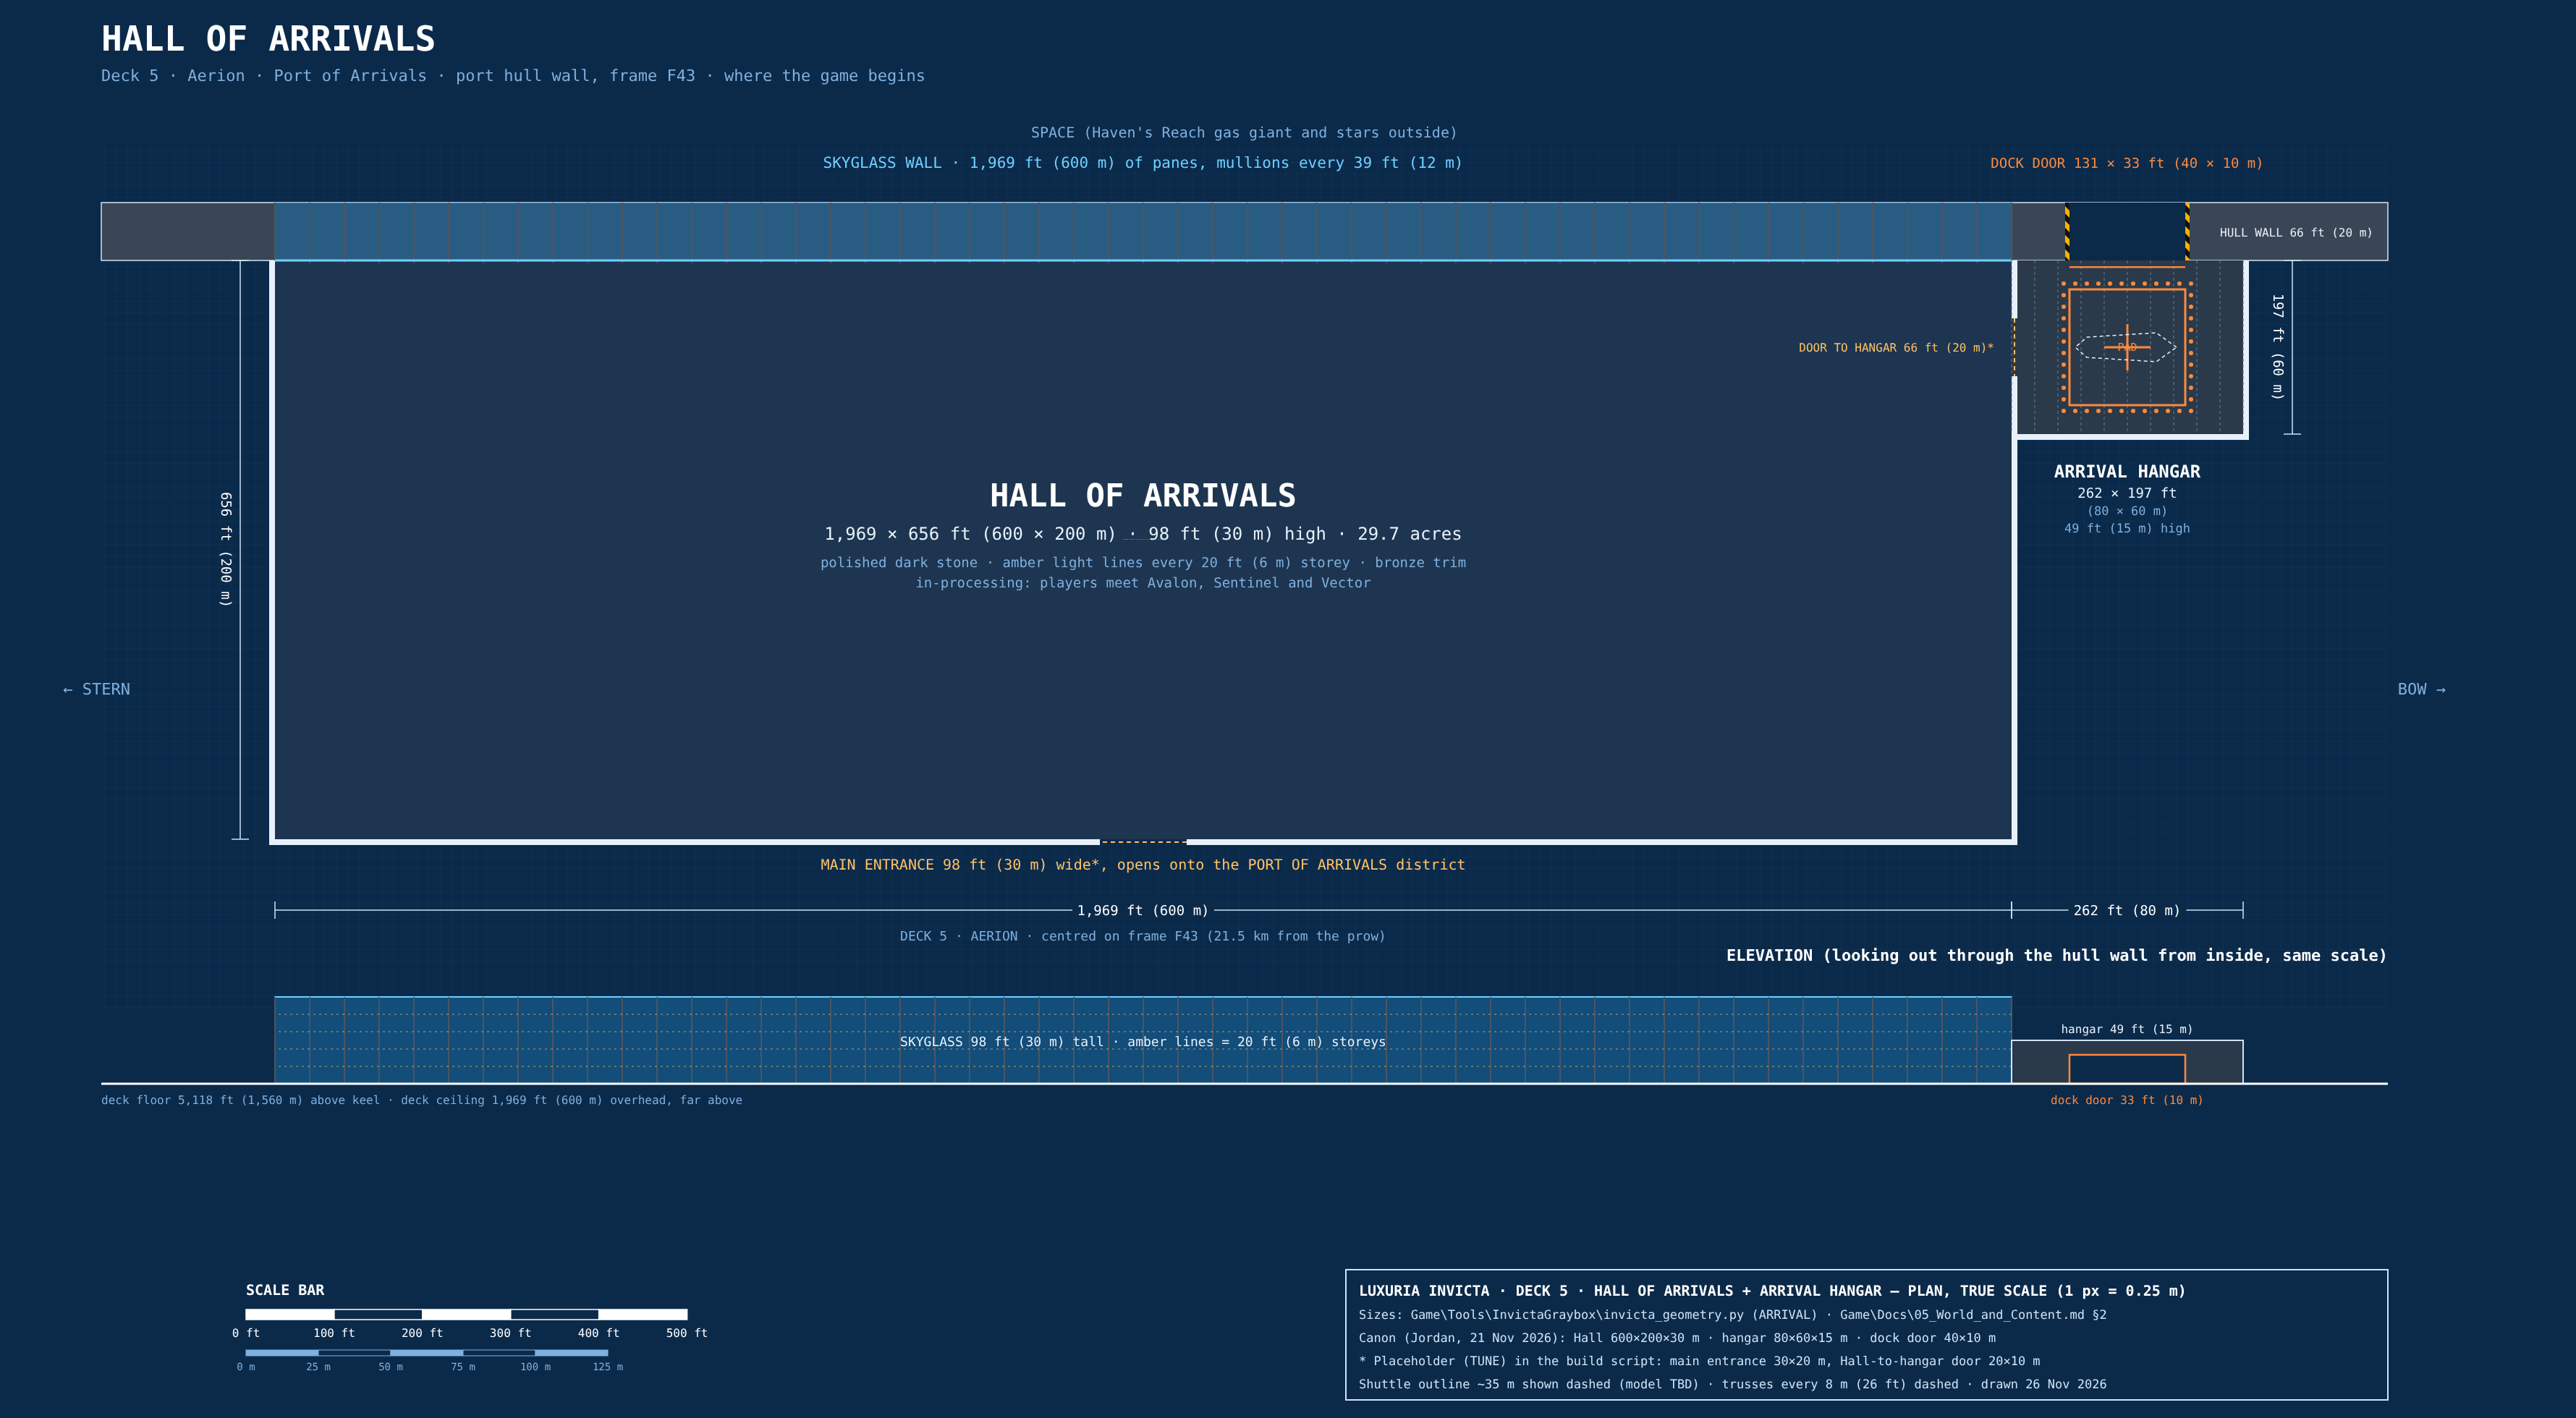 HALL OF ARRIVALS
Deck 5 · Aerion · Port of Arrivals · port hull wall, frame F43 · where the game begins
SPACE (Haven's Reach gas giant and stars outside)
SKYGLASS WALL · 1,969 ft (600 m) of panes, mullions every 39 ft (12 m)
DOCK DOOR 131 × 33 ft (40 × 10 m)
HULL WALL 66 ft (20 m)
DOOR TO HANGAR 66 ft (20 m)*
PAD
197 ft (60 m)
ARRIVAL HANGAR
262 × 197 ft
(80 × 60 m)
49 ft (15 m) high
HALL OF ARRIVALS
1,969 × 656 ft (600 × 200 m) · 98 ft (30 m) high · 29.7 acres
polished dark stone · amber light lines every 20 ft (6 m) storey · bronze trim
in-processing: players meet Avalon, Sentinel and Vector
656 ft (200 m)
← STERN
BOW →
MAIN ENTRANCE 98 ft (30 m) wide*, opens onto the PORT OF ARRIVALS district
1,969 ft (600 m)
262 ft (80 m)
DECK 5 · AERION · centred on frame F43 (21.5 km from the prow)
ELEVATION (looking out through the hull wall from inside, same scale)
SKYGLASS 98 ft (30 m) tall · amber lines = 20 ft (6 m) storeys
hangar 49 ft (15 m)
deck floor 5,118 ft (1,560 m) above keel · deck ceiling 1,969 ft (600 m) overhead, far above
dock door 33 ft (10 m)
SCALE BAR
0 ft 100 ft 200 ft 300 ft 400 ft 500 ft
0 m 25 m 50 m 75 m 100 m 125 m
LUXURIA INVICTA · DECK 5 · HALL OF ARRIVALS + ARRIVAL HANGAR — PLAN, TRUE SCALE (1 px = 0.25 m)
Sizes: Game\Tools\InvictaGraybox\invicta_geometry.py (ARRIVAL) · Game\Docs\05_World_and_Content.md §2
Canon (Jordan, 21 Nov 2026): Hall 600×200×30 m · hangar 80×60×15 m · dock door 40×10 m
* Placeholder (TUNE) in the build script: main entrance 30×20 m, Hall-to-hangar door 20×10 m
Shuttle outline ~35 m shown dashed (model TBD) · trusses every 8 m (26 ft) dashed · drawn 26 Nov 2026